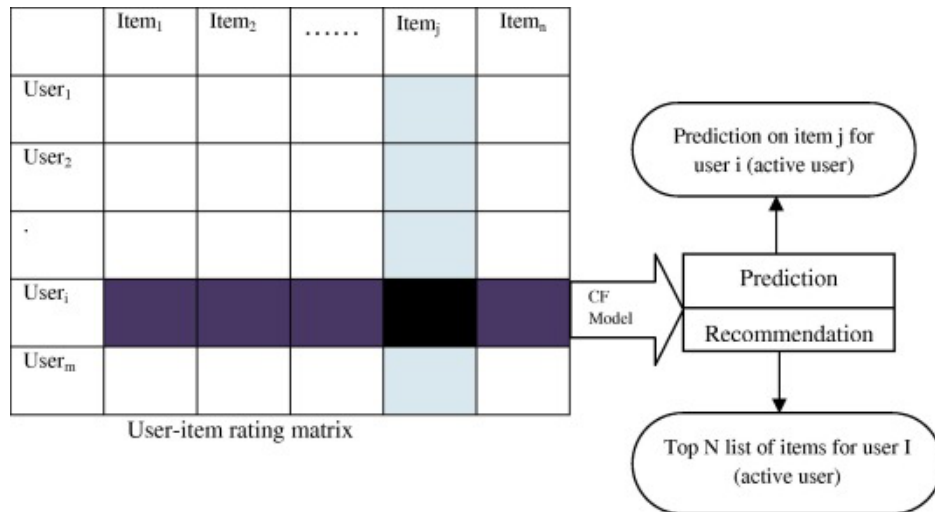 Item₁ Item₂ ...... Itemⱼ Itemₙ
User₁
User₂
.
Userᵢ
Userₘ
User-item rating matrix
CF
Model
Prediction on item j for
user i (active user)
Prediction
Recommendation
Top N list of items for user I
(active user)